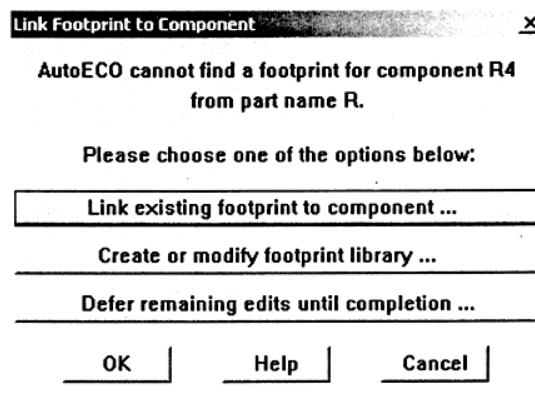 Link Footprint to Component
AutoECO cannot find a footprint for component R4
from part name R.
Please choose one of the options below:
Link existing footprint to component ...
Create or modify footprint library ...
Defer remaining edits until completion ...
OK Help Cancel